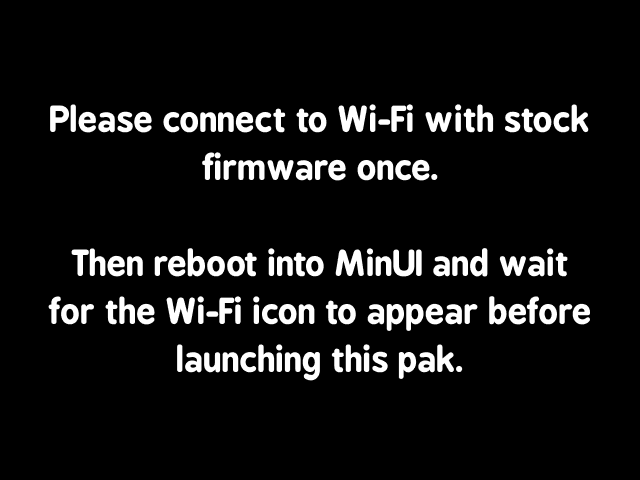 Please connect to Wi-Fi with stock
firmware once.
Then reboot into MinUI and wait
for the Wi-Fi icon to appear before
launching this pak.